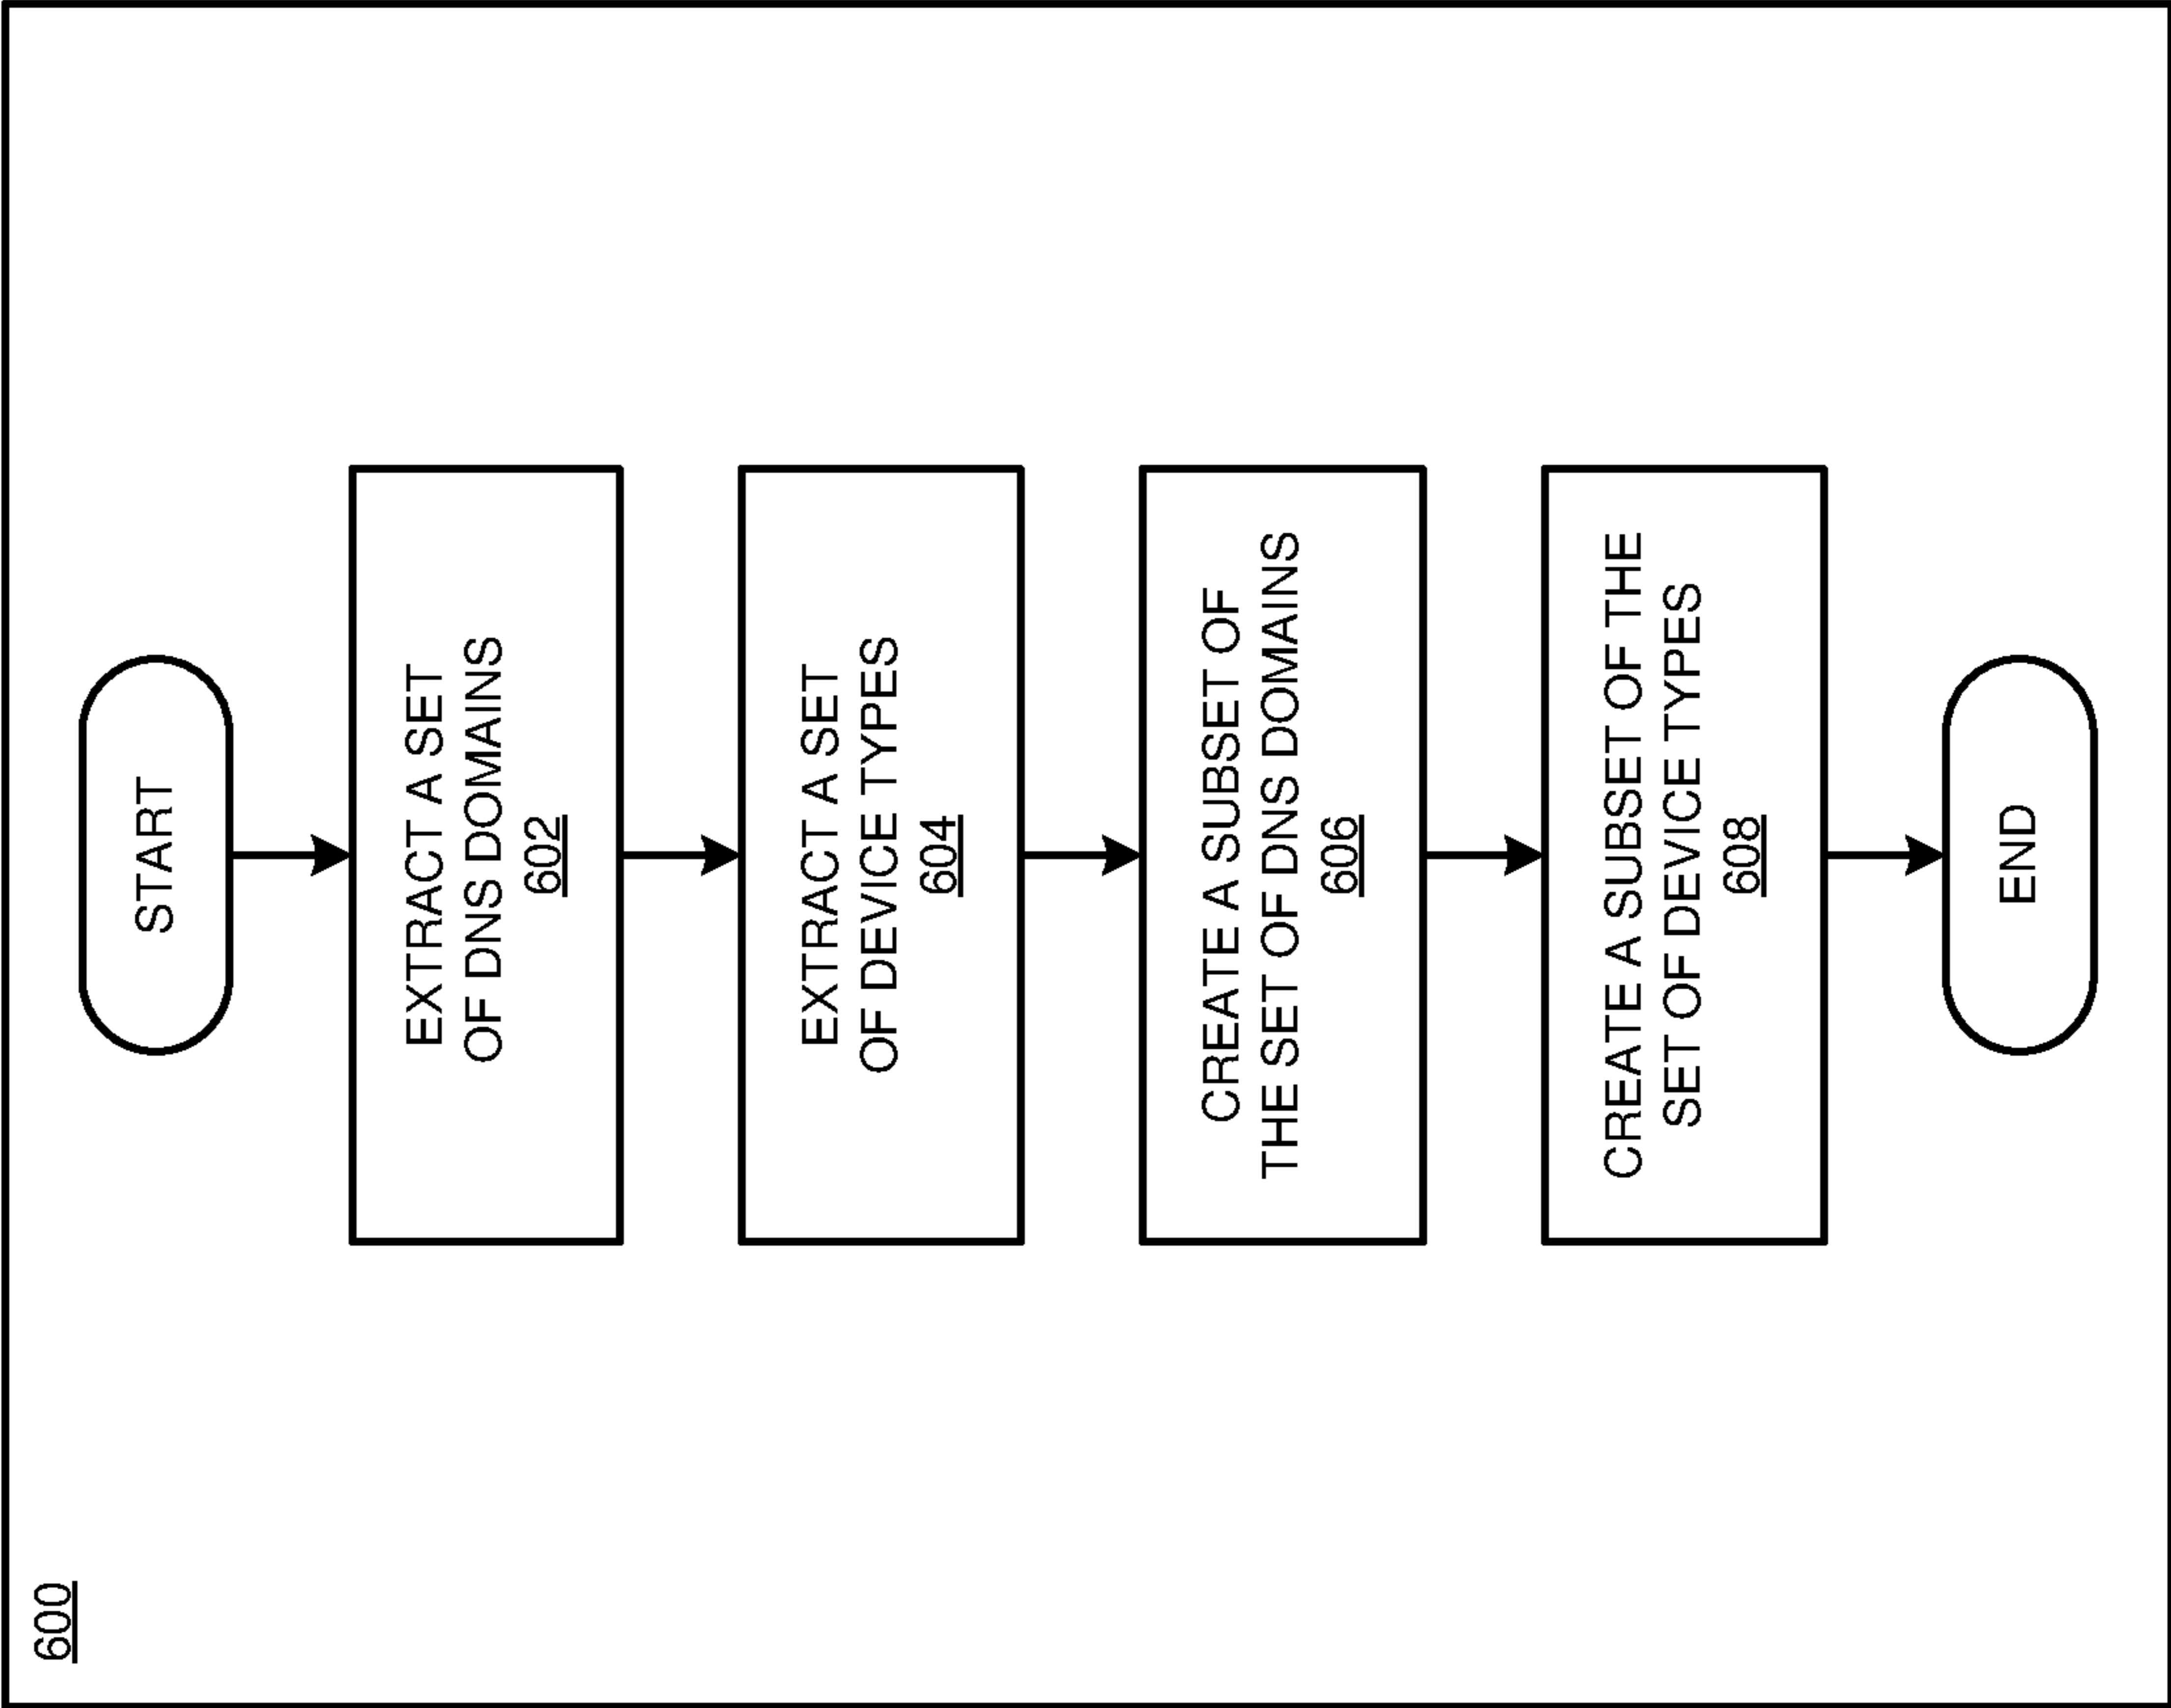 600
START
EXTRACT A SET
OF DNS DOMAINS
602
EXTRACT A SET
OF DEVICE TYPES
604
CREATE A SUBSET OF
THE SET OF DNS DOMAINS
606
CREATE A SUBSET OF THE
SET OF DEVICE TYPES
608
END